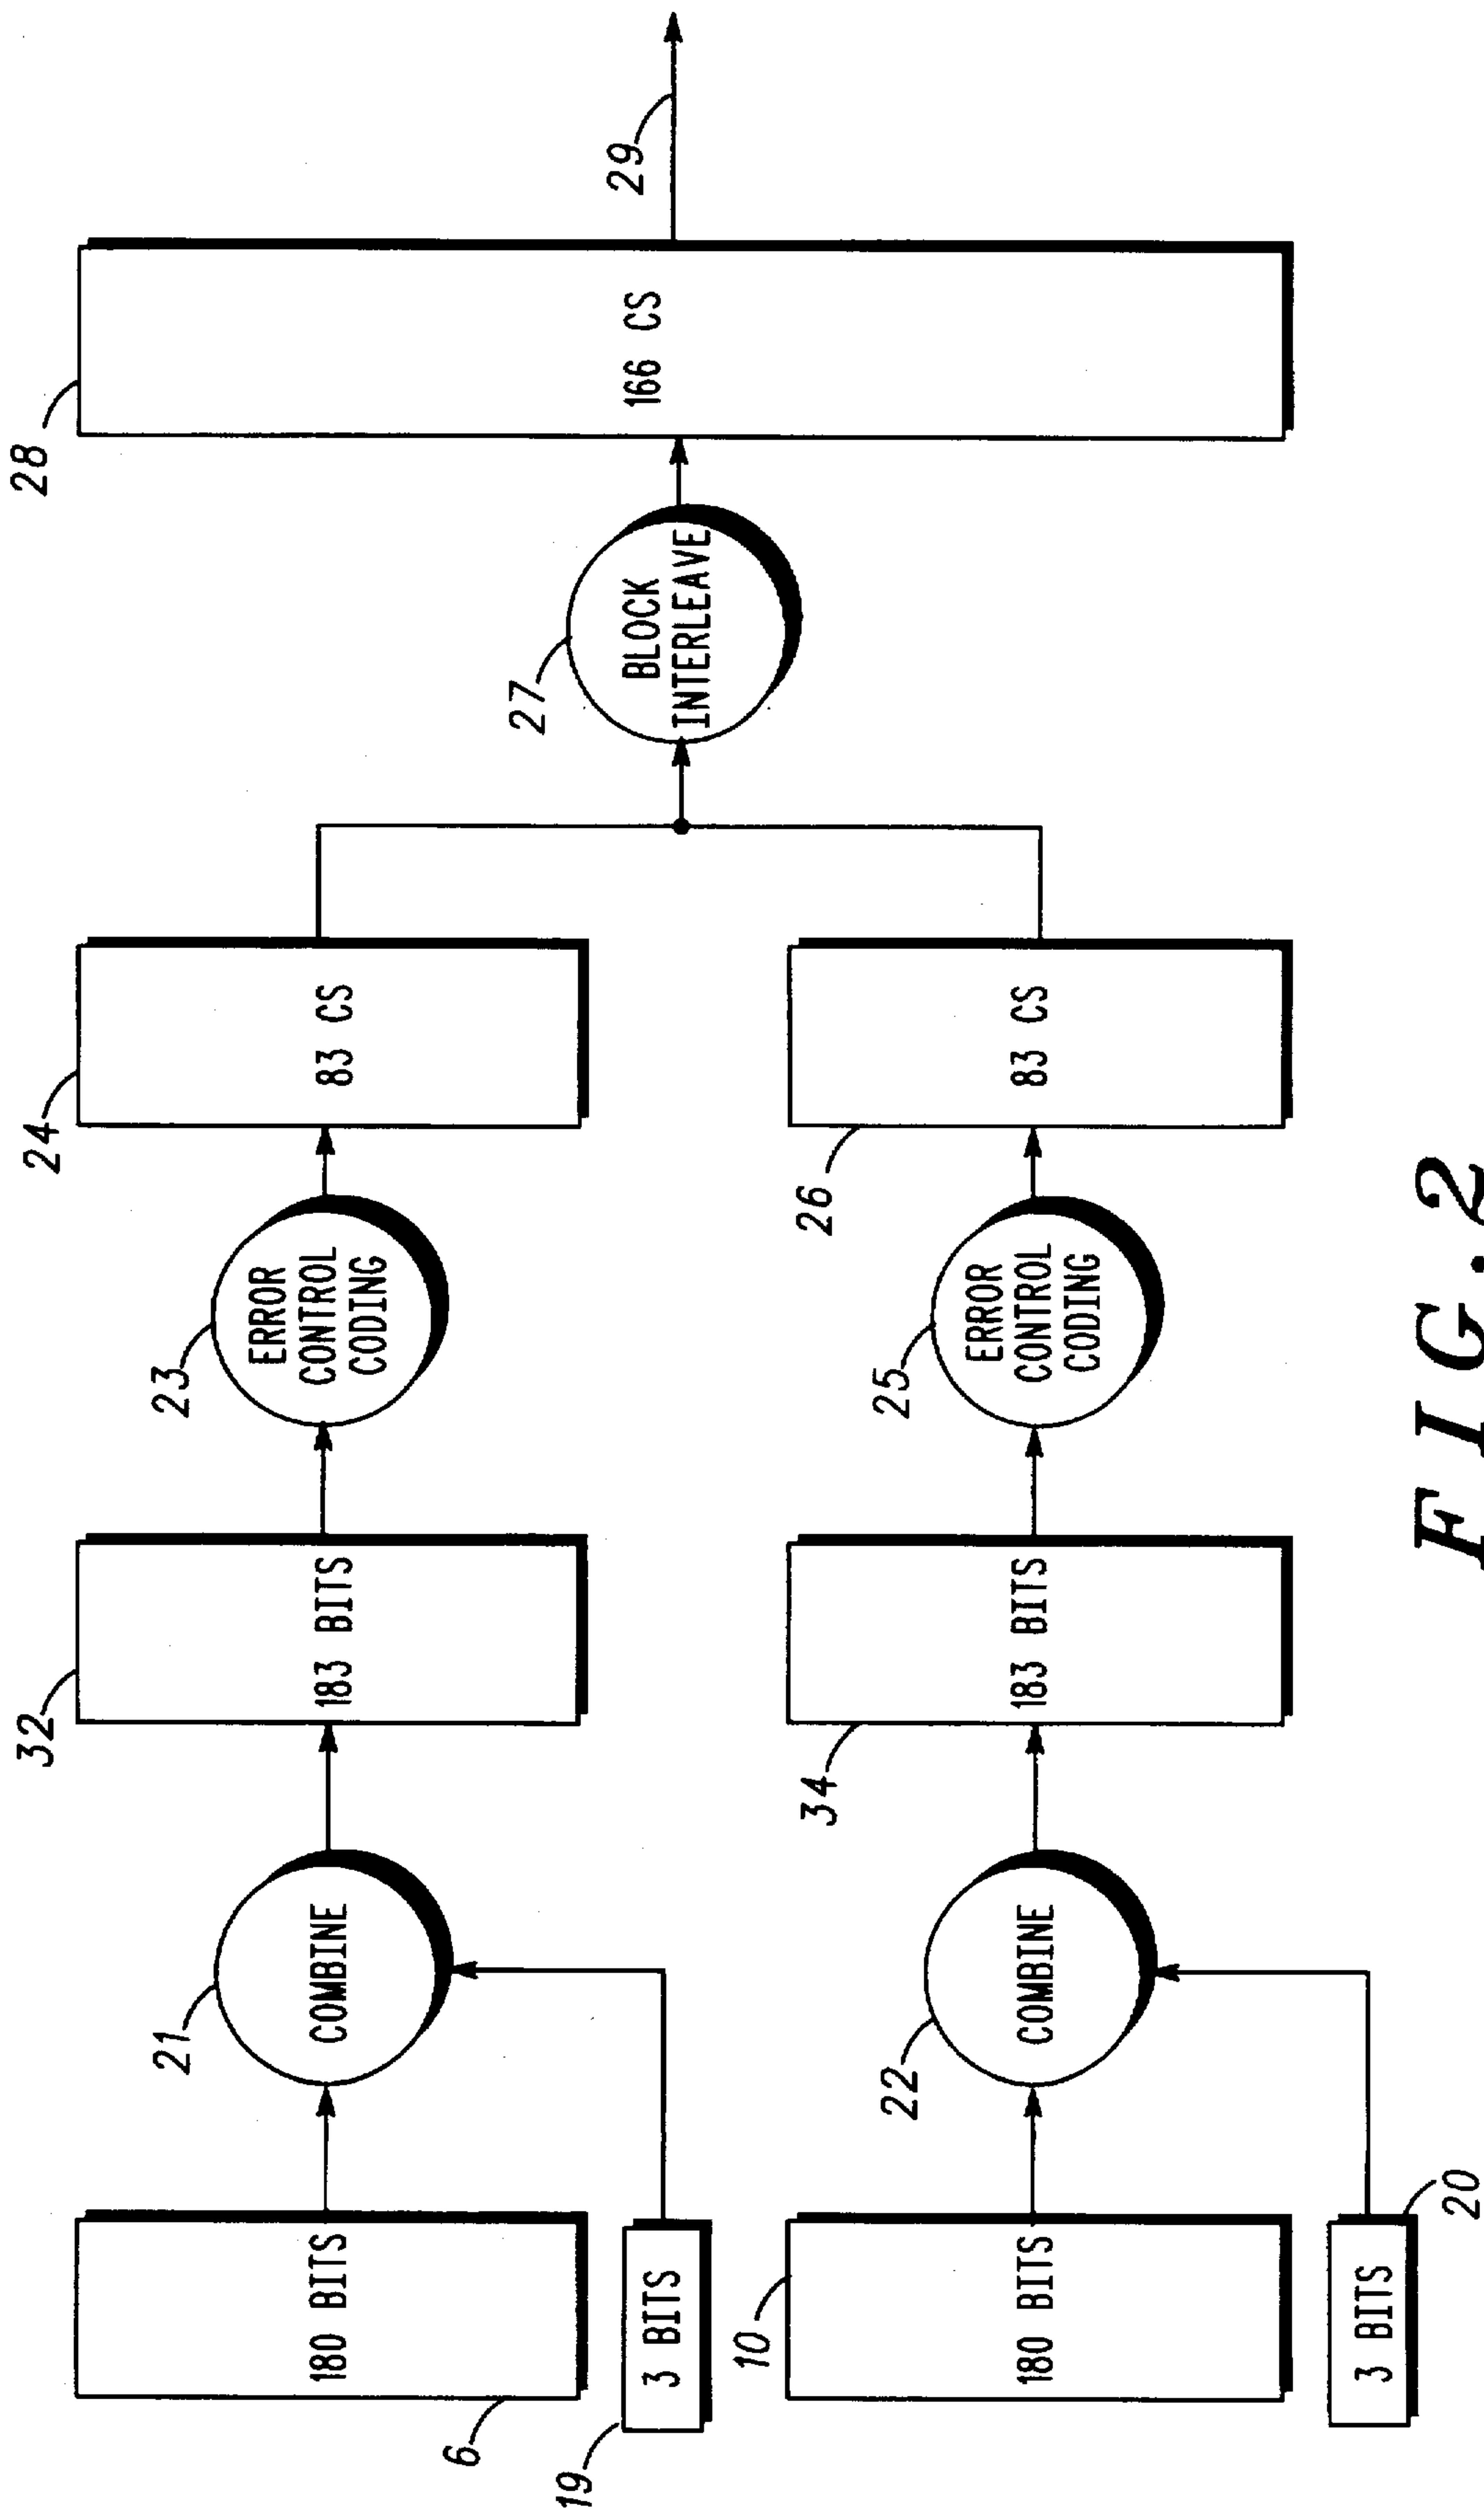 28
24
32
6
180 BITS
21
COMBINE
183 BITS
23
ERROR
CONTROL
CODING
83 CS
19
3 BITS
27
BLOCK
INTERLEAVE
166 CS
29
10
180 BITS
22
COMBINE
34
183 BITS
25
ERROR
CONTROL
CODING
26
83 CS
3 BITS
20
FIG. 2